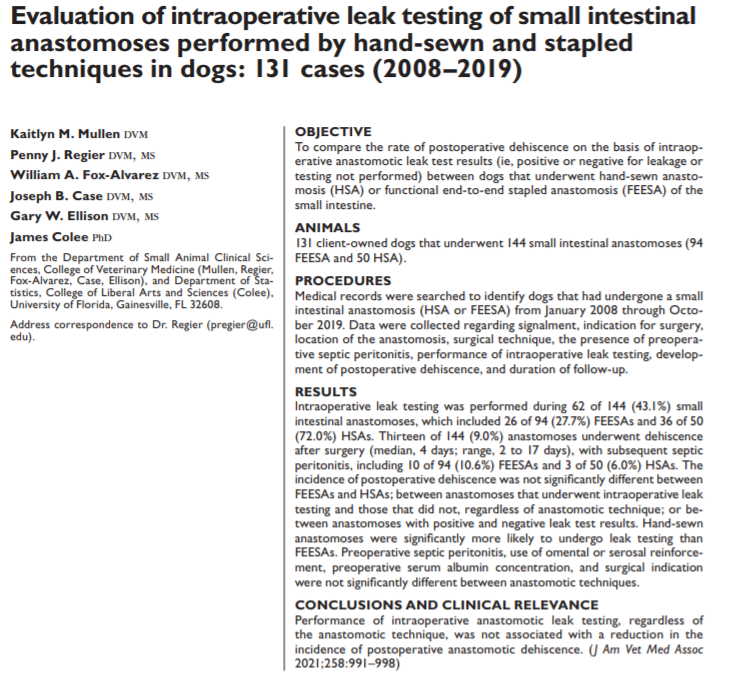 Evaluation of intraoperative leak testing of small intestinal
anastomoses performed by hand-sewn and stapled
techniques in dogs: 131 cases (2008–2019)
Kaitlyn M. Mullen DVM
Penny J. Regier DVM, MS
William A. Fox-Alvarez DVM, MS
Joseph B. Case DVM, MS
Gary W. Ellison DVM, MS
James Colee PhD
From the Department of Small Animal Clinical Sci-
ences, College of Veterinary Medicine (Mullen, Regier,
Fox-Alvarez, Case, Ellison), and Department of Sta-
tistics, College of Liberal Arts and Sciences (Colee),
University of Florida, Gainesville, FL 32608.
Address correspondence to Dr. Regier (pregier@ufl.
edu).
OBJECTIVE
To compare the rate of postoperative dehiscence on the basis of intraop-
erative anastomotic leak test results (ie, positive or negative for leakage or
testing not performed) between dogs that underwent hand-sewn anasto-
mosis (HSA) or functional end-to-end stapled anastomosis (FEESA) of the
small intestine.
ANIMALS
131 client-owned dogs that underwent 144 small intestinal anastomoses (94
FEESA and 50 HSA).
PROCEDURES
Medical records were searched to identify dogs that had undergone a small
intestinal anastomosis (HSA or FEESA) from January 2008 through Octo-
ber 2019. Data were collected regarding signalment, indication for surgery,
location of the anastomosis, surgical technique, the presence of preopera-
tive septic peritonitis, performance of intraoperative leak testing, develop-
ment of postoperative dehiscence, and duration of follow-up.
RESULTS
Intraoperative leak testing was performed during 62 of 144 (43.1%) small
intestinal anastomoses, which included 26 of 94 (27.7%) FEESAs and 36 of 50
(72.0%) HSAs. Thirteen of 144 (9.0%) anastomoses underwent dehiscence
after surgery (median, 4 days; range, 2 to 17 days), with subsequent septic
peritonitis, including 10 of 94 (10.6%) FEESAs and 3 of 50 (6.0%) HSAs. The
incidence of postoperative dehiscence was not significantly different between
FEESAs and HSAs; between anastomoses that underwent intraoperative leak
testing and those that did not, regardless of anastomotic technique; or be-
tween anastomoses with positive and negative leak test results. Hand-sewn
anastomoses were significantly more likely to undergo leak testing than
FEESAs. Preoperative septic peritonitis, use of omental or serosal reinforce-
ment, preoperative serum albumin concentration, and surgical indication
were not significantly different between anastomotic techniques.
CONCLUSIONS AND CLINICAL RELEVANCE
Performance of intraoperative anastomotic leak testing, regardless of
the anastomotic technique, was not associated with a reduction in the
incidence of postoperative anastomotic dehiscence. (J Am Vet Med Assoc
2021;258:991–998)